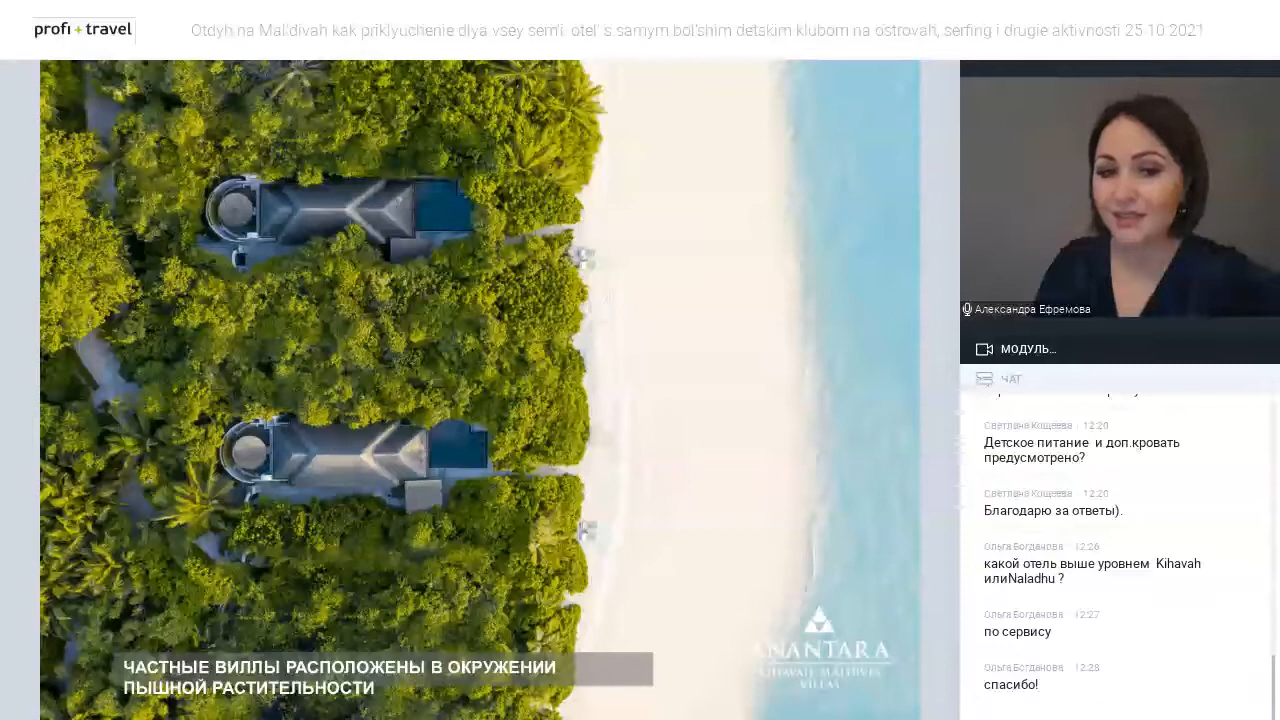 profi+travel
Otdyh na Mal'divah kak priklyuchenie dlya vsey sem'i otel' s samym bol'shim detskim klubom na ostrovah, serfing i drugie aktivnosti 25 10 2021
Александра Ефремова
МОДУЛЬ...
ЧАТ
Светлана Кощеева 12:20
Детское питание и доп.кровать
предусмотрено?
Светлана Кощеева 12:20
Благодарю за ответы).
Ольга Богданова 12:26
какой отель выше уровнем Kihavah
илиNaladhu ?
Ольга Богданова 12:27
по сервису
Ольга Богданова 12:28
спасибо!
ANANTARA
KIHAVAH MALDIVES
VILLAS
ЧАСТНЫЕ ВИЛЛЫ РАСПОЛОЖЕНЫ В ОКРУЖЕНИИ
ПЫШНОЙ РАСТИТЕЛЬНОСТИ